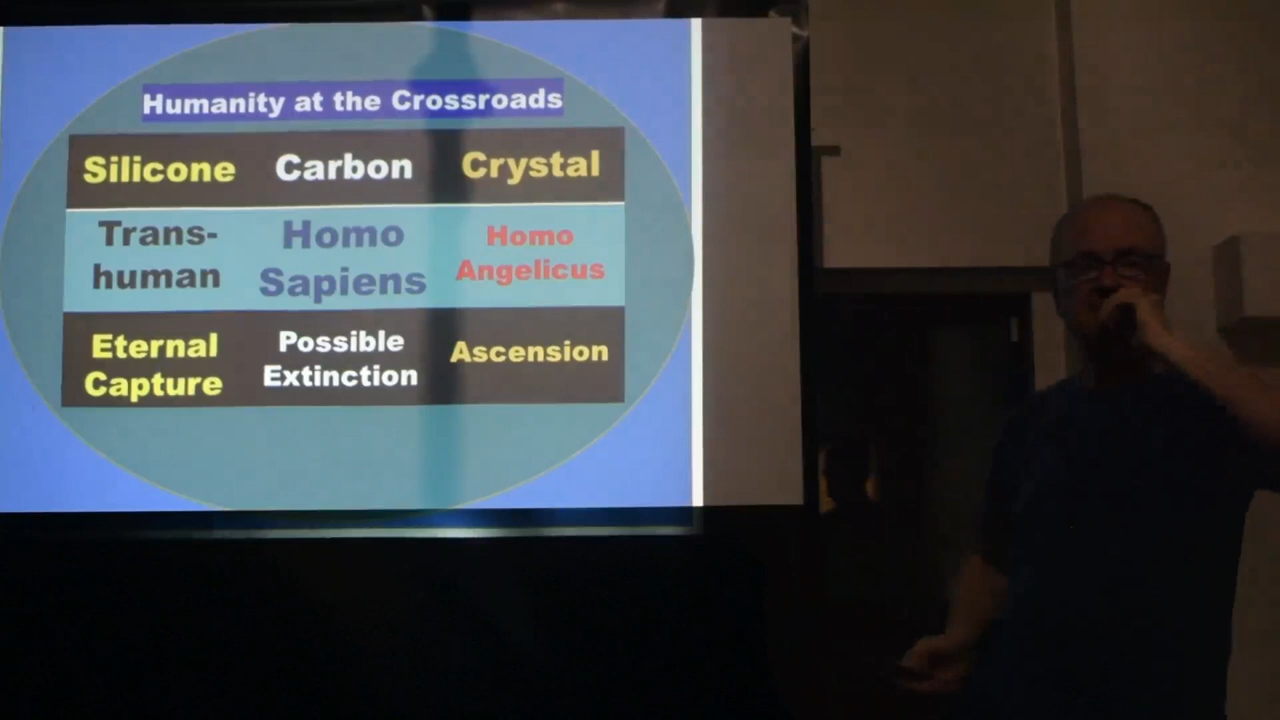 Humanity at the Crossroads
Silicone Carbon Crystal
Trans-
human
Homo
Sapiens
Homo
Angelicus
Eternal
Capture
Possible
Extinction
Ascension